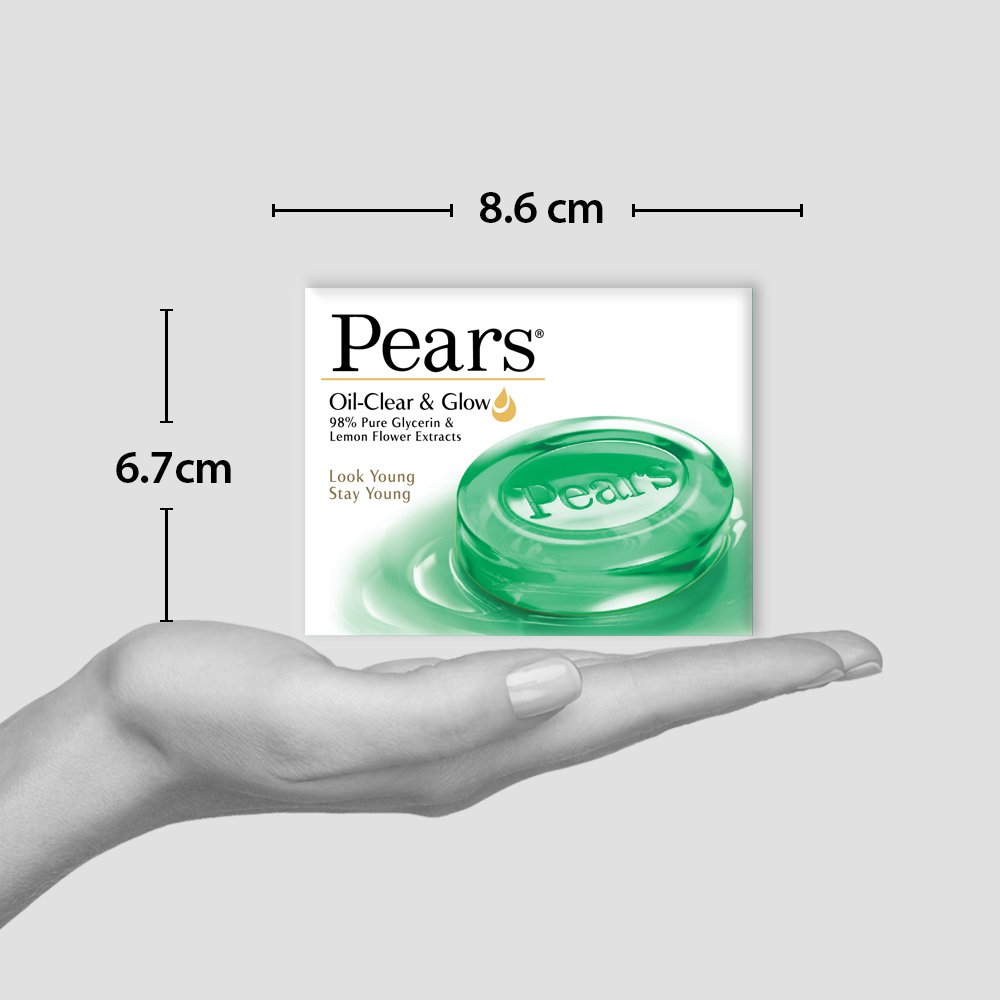 8.6 cm
6.7cm
Pears®
Oil-Clear & Glow
98% Pure Glycerin &
Lemon Flower Extracts
Look Young
Stay Young
Pears